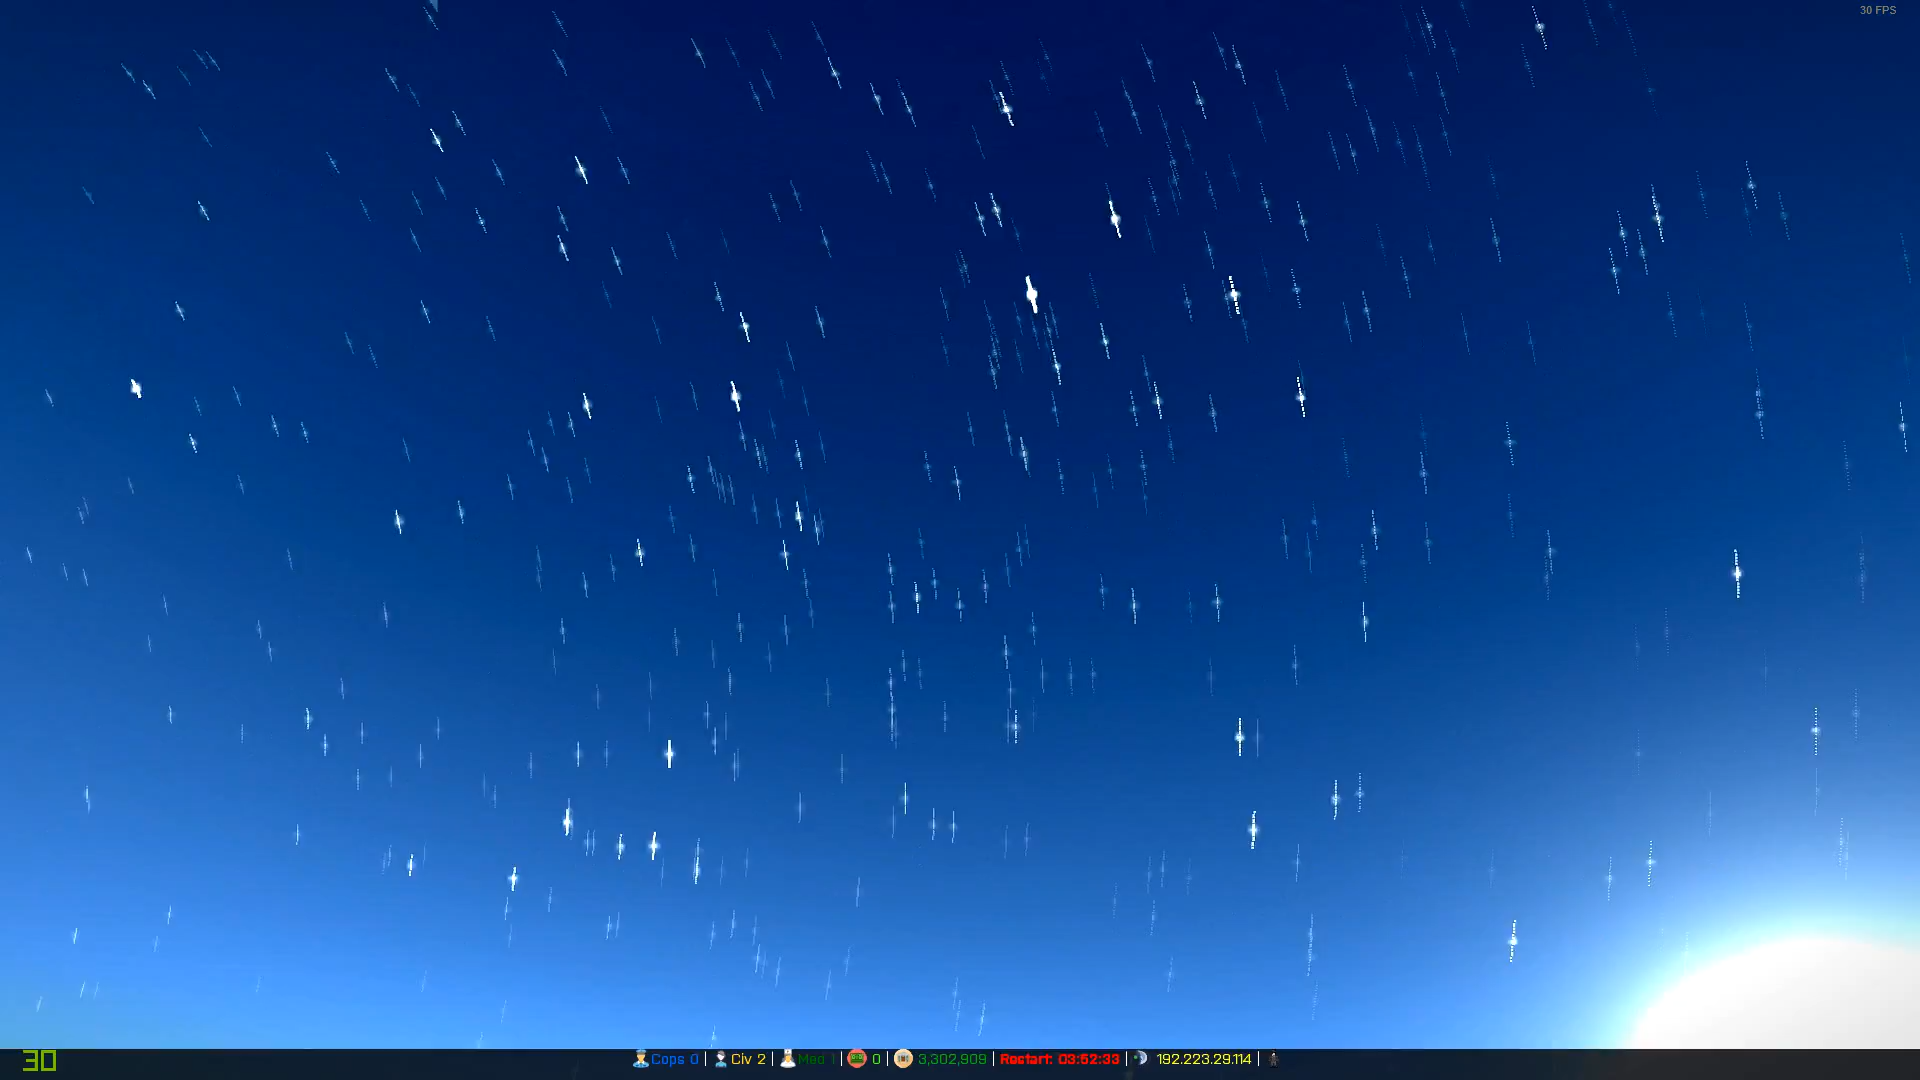 30 FPS
30 Cops 0 | Civ 2 | Med 1 | 0 | 3,302,909 | Restart: 03:52:33 | 192.223.29.114 |